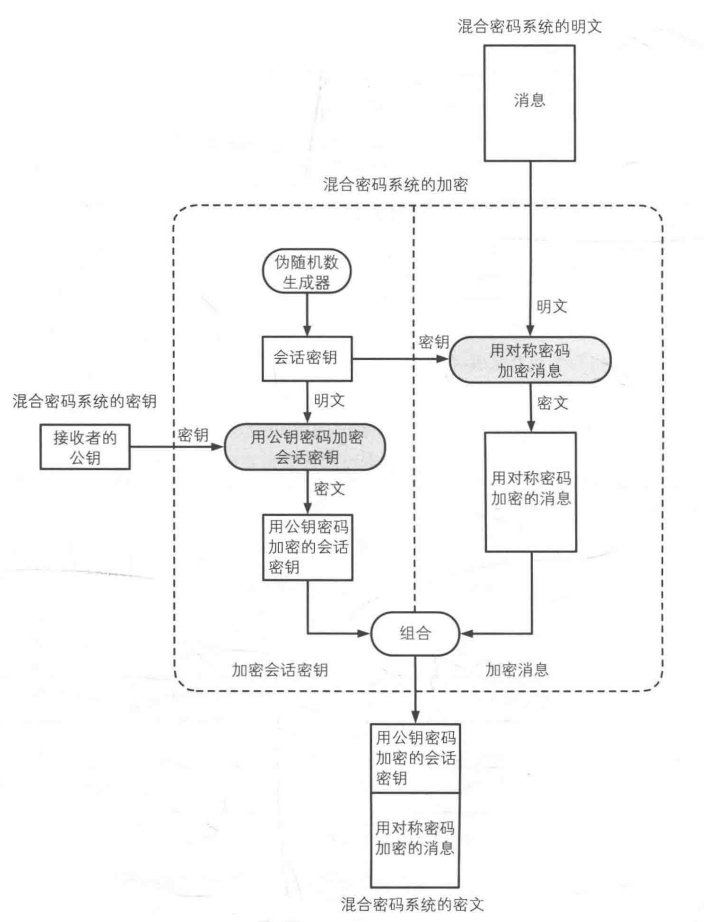 混合密码系统的明文
消息
混合密码系统的加密
伪随机数
生成器
明文
会话密钥
密钥
用对称密码
加密消息
混合密码系统的密钥
明文
密文
接收者的
公钥
密钥
用公钥密码加密
会话密钥
密文
用对称密码
加密的消息
用公钥密码
加密的会话
密钥
组合
加密会话密钥
加密消息
用公钥密码
加密的会话
密钥
用对称密码
加密的消息
混合密码系统的密文